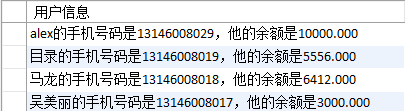 用户信息
alex的手机号码是13146008029，他的余额是10000.000
目录的手机号码是13146008019，他的余额是5556.000
马龙的手机号码是13146008018，他的余额是6412.000
吴美丽的手机号码是13146008017，他的余额是3000.000